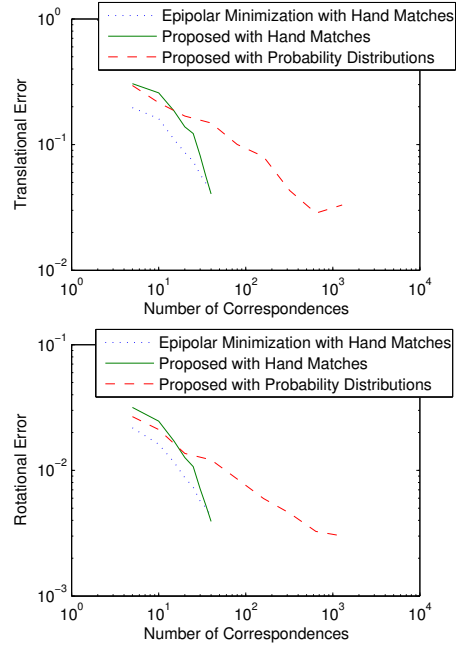 Epipolar Minimization with Hand Matches
Proposed with Hand Matches
Proposed with Probability Distributions
10^0
10^-1
10^-2
Translational Error
10^0 10^1 10^2 10^3 10^4
Number of Correspondences
Epipolar Minimization with Hand Matches
Proposed with Hand Matches
Proposed with Probability Distributions
10^-1
10^-2
10^-3
Rotational Error
10^0 10^1 10^2 10^3 10^4
Number of Correspondences